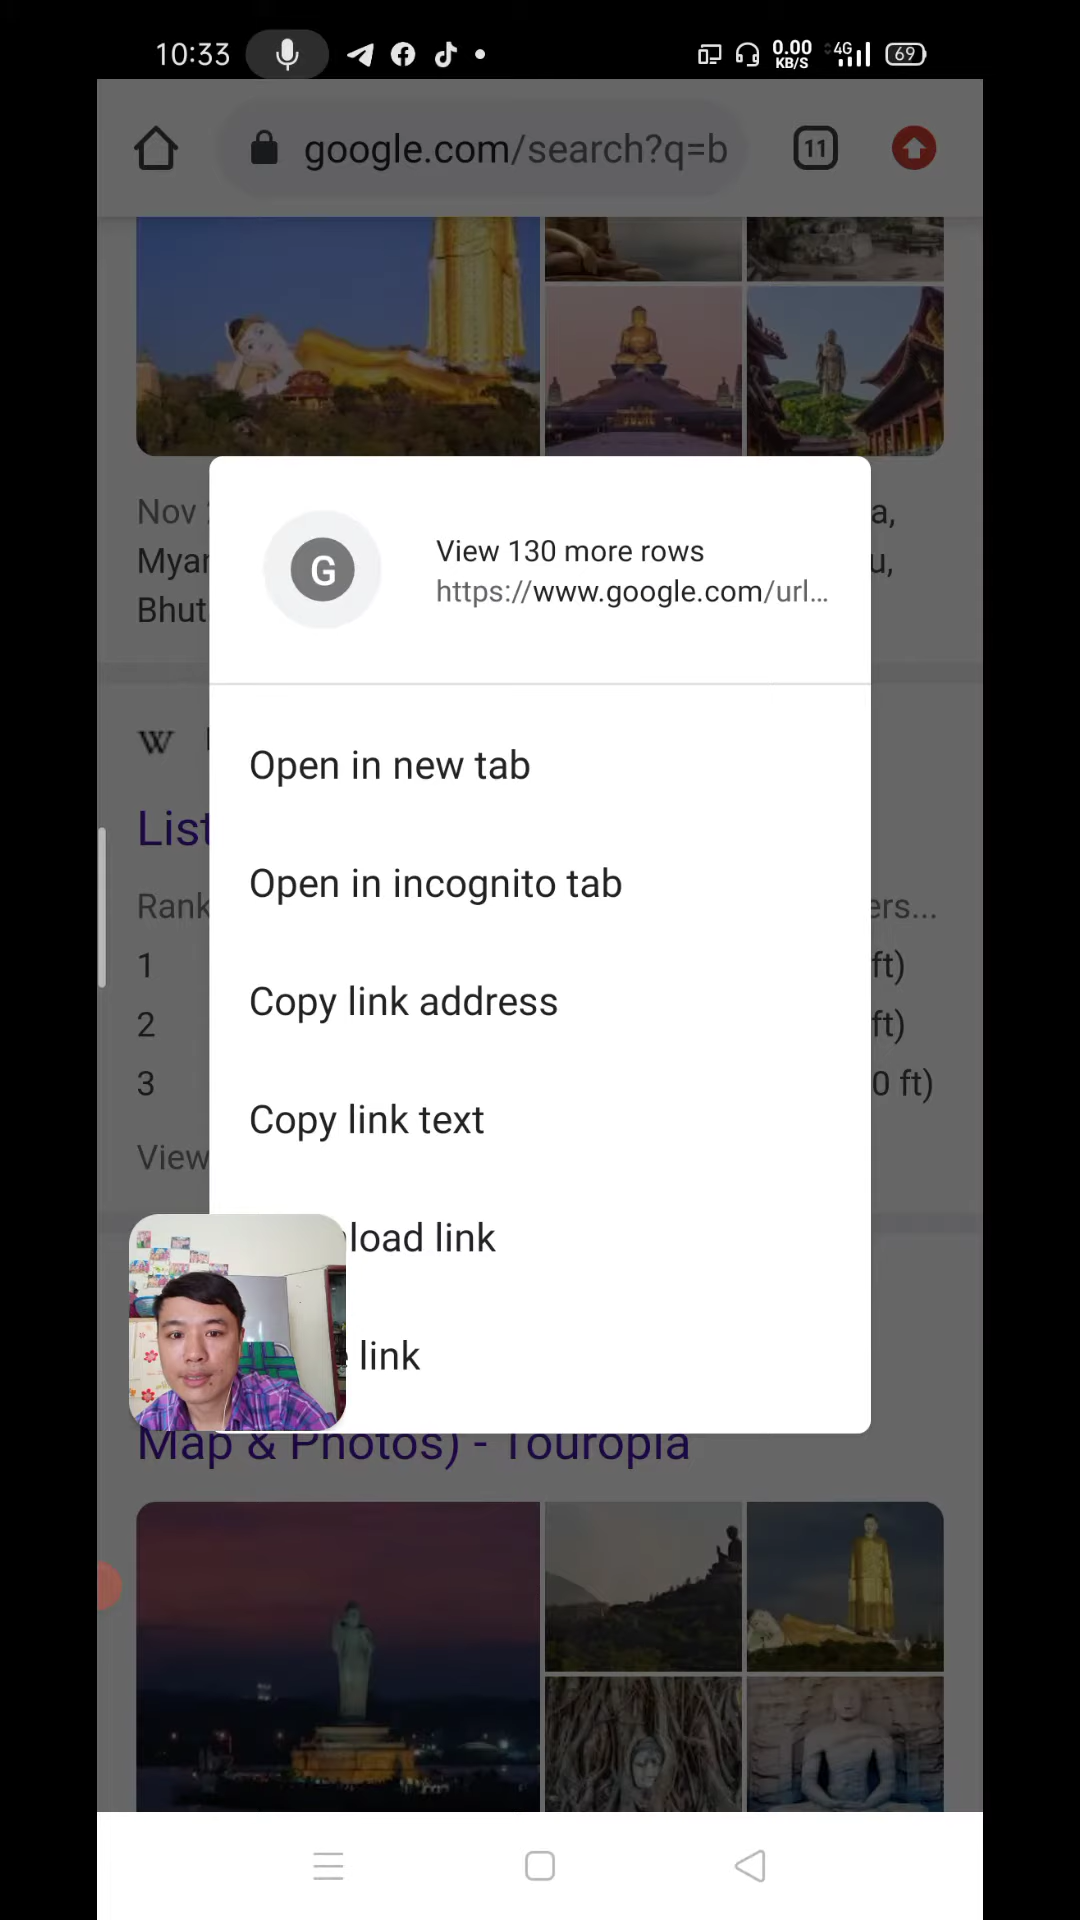 10:33
0.00
KB/S
4G
69
google.com/search?q=b
11
Nov
a,
Myan
u,
Bhut
G
View 130 more rows
https://www.google.com/url...
W
List
Rank
ers...
1
ft)
2
ft)
3
0 ft)
View
Open in new tab
Open in incognito tab
Copy link address
Copy link text
load link
link
Map & Photos) - Touropia